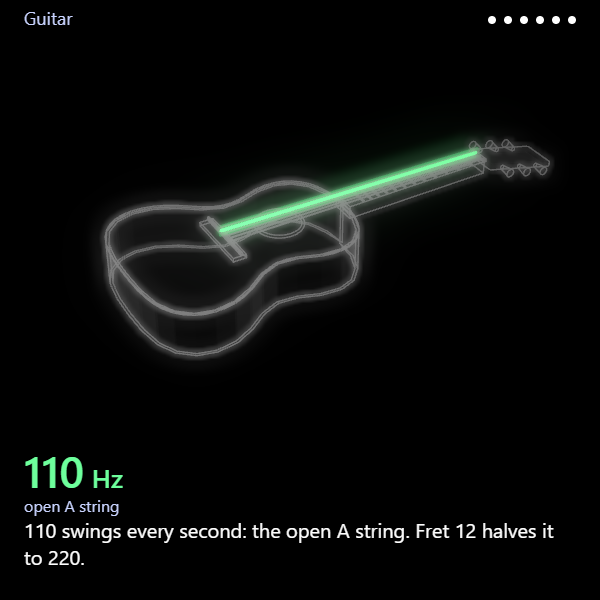 Guitar
110 Hz
open A string
110 swings every second: the open A string. Fret 12 halves it
to 220.